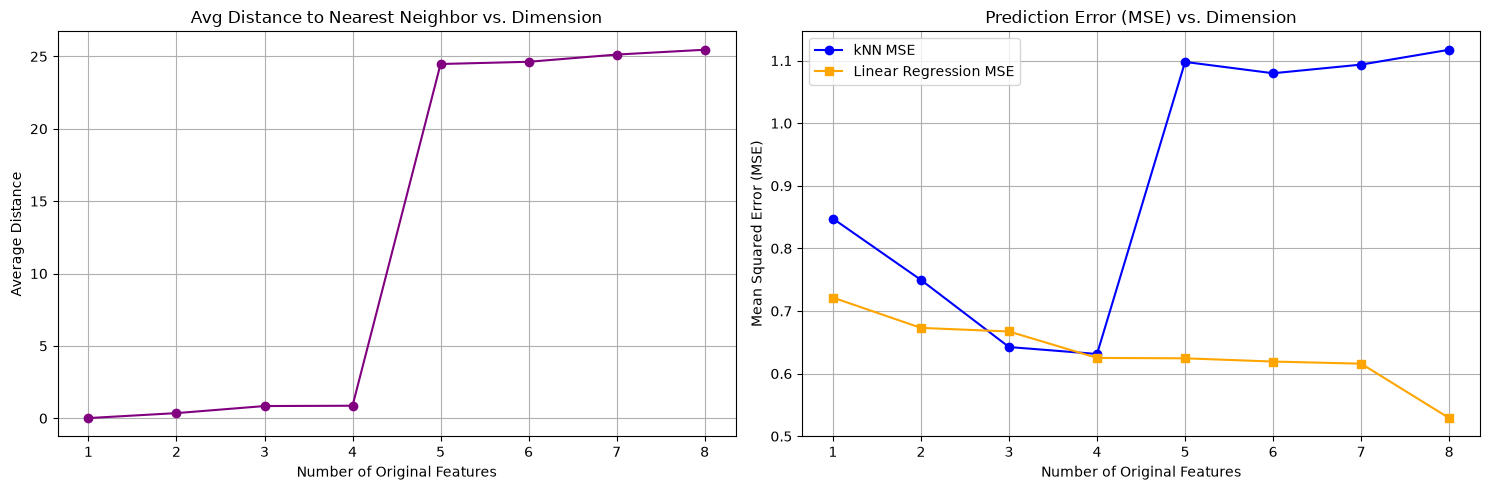 Avg Distance to Nearest Neighbor vs. Dimension
Average Distance
25
20
15
10
5
0
1 2 3 4 5 6 7 8
Number of Original Features
Prediction Error (MSE) vs. Dimension
kNN MSE
Linear Regression MSE
Mean Squared Error (MSE)
1.1
1.0
0.9
0.8
0.7
0.6
0.5
1 2 3 4 5 6 7 8
Number of Original Features